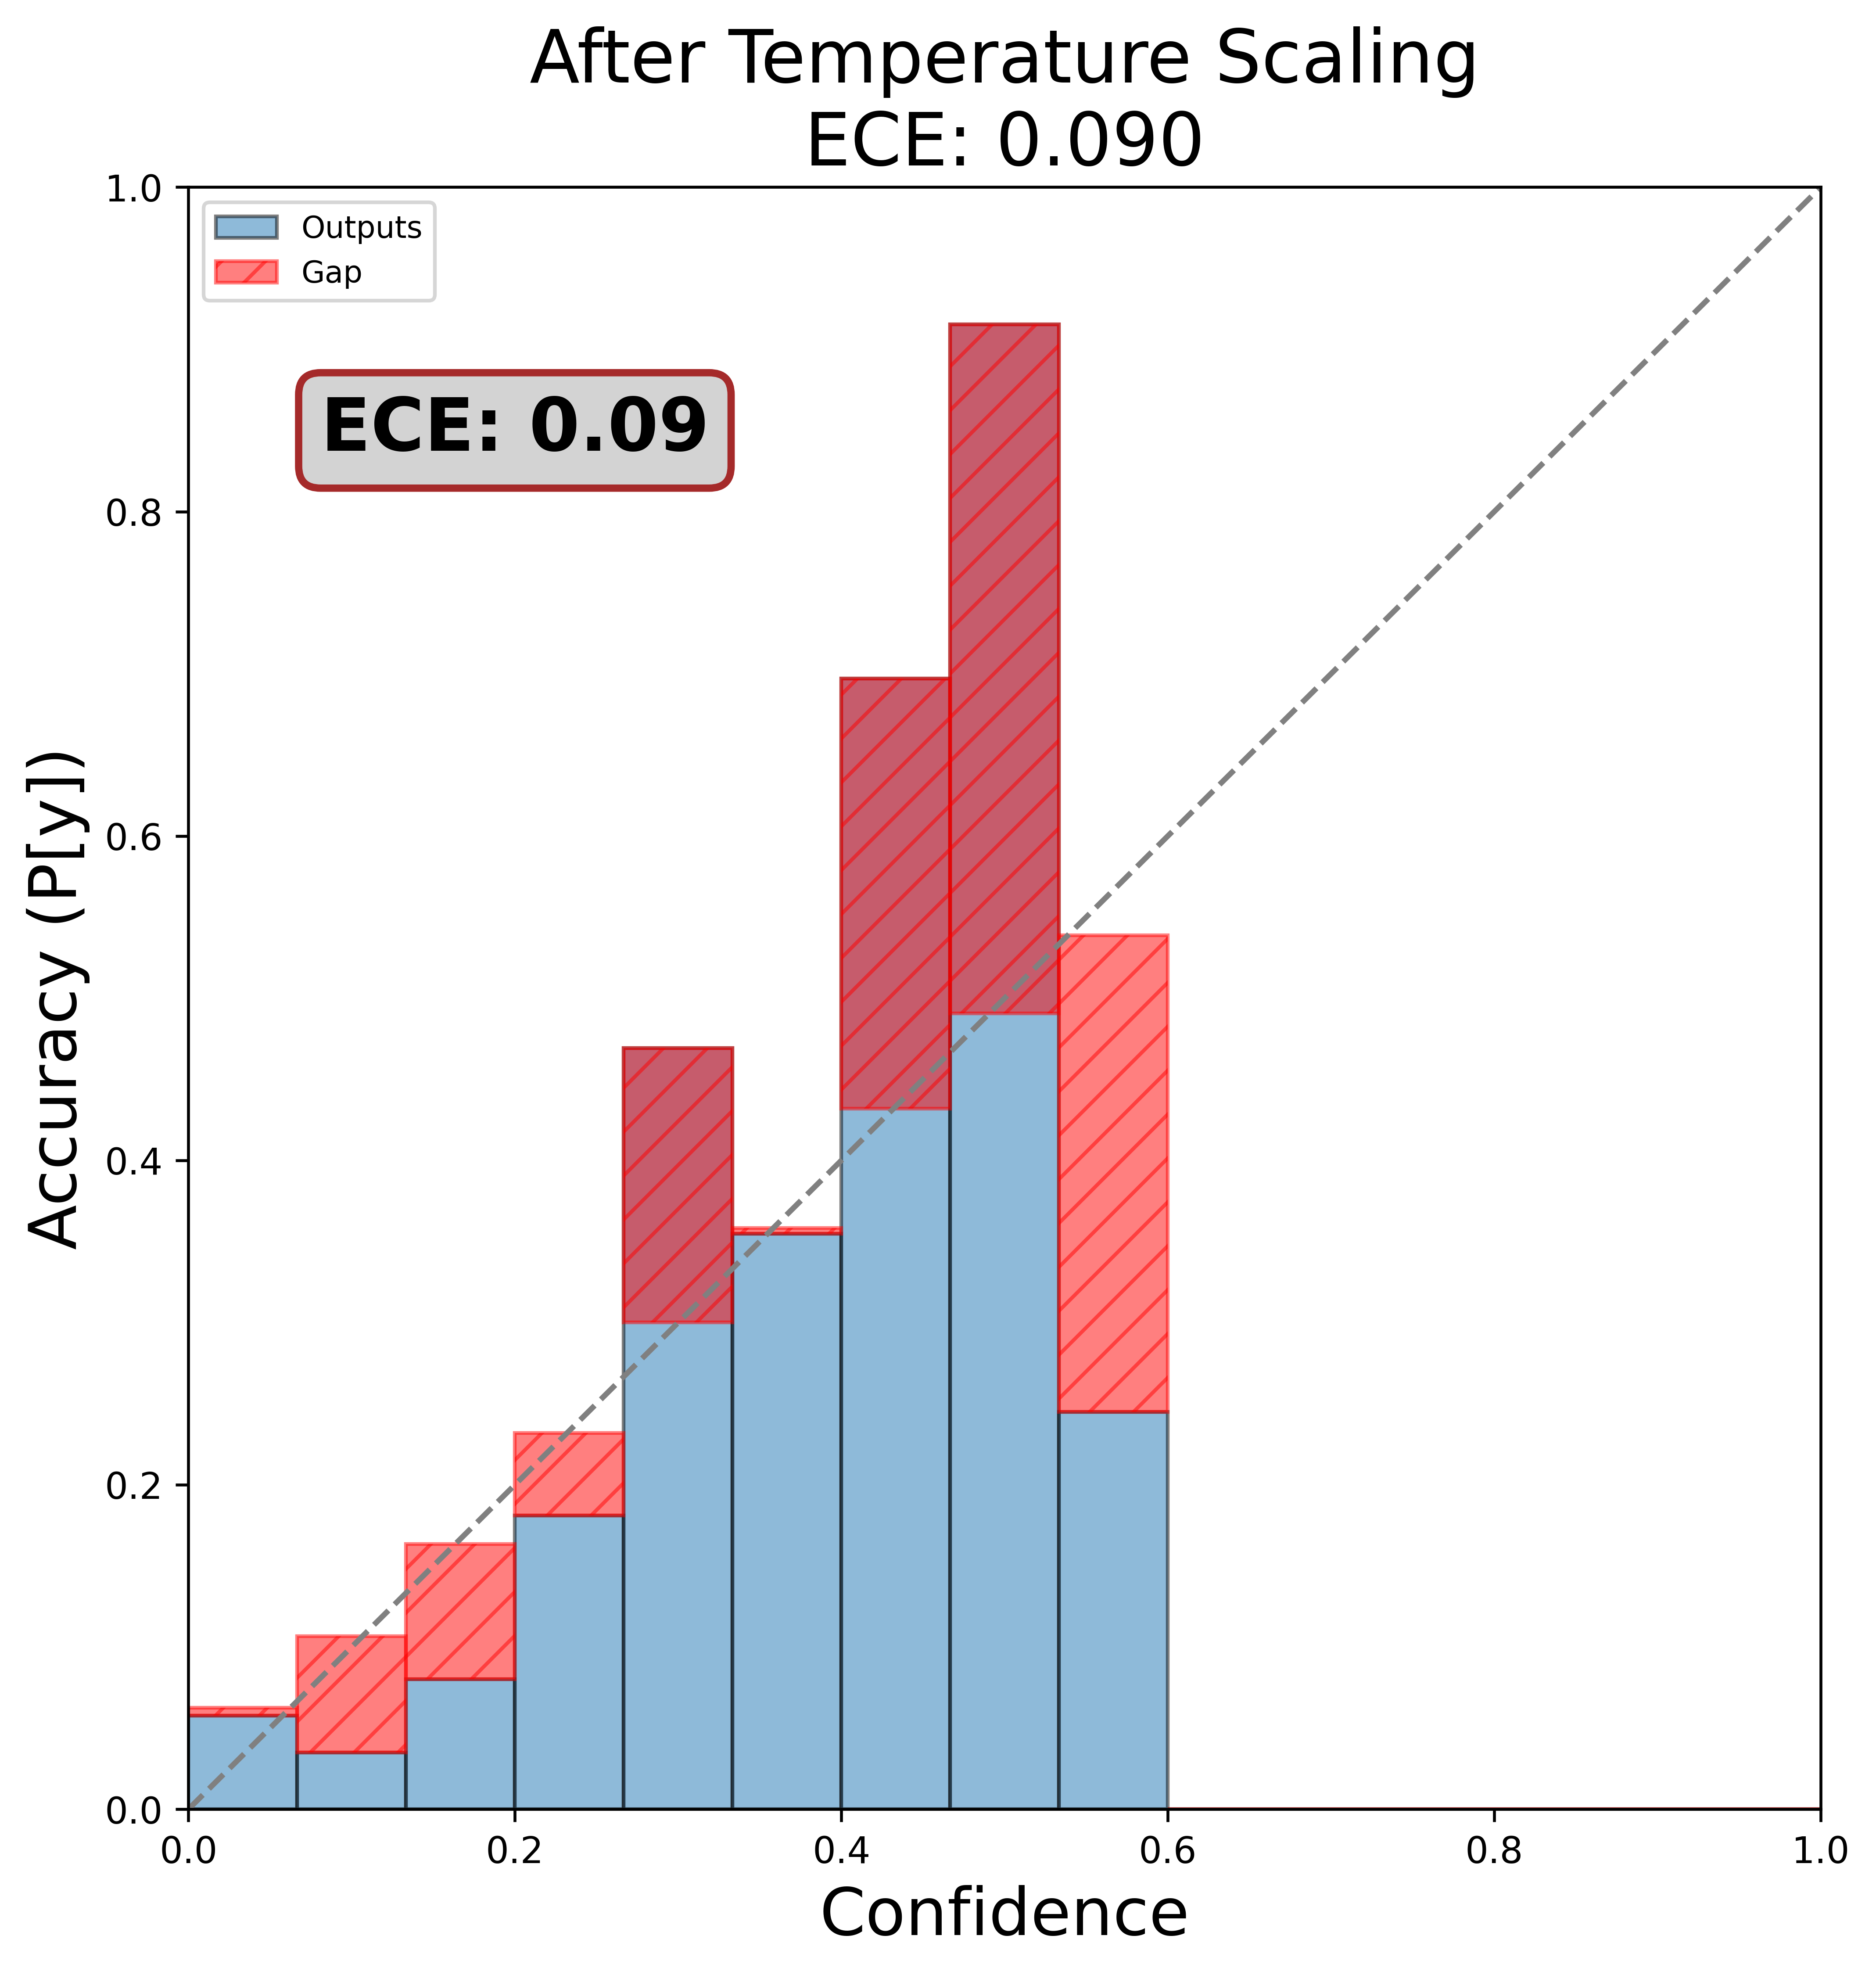 After Temperature Scaling
ECE: 0.090
Outputs
Gap
ECE: 0.09
Accuracy (P[y])
1.0
0.8
0.6
0.4
0.2
0.0
0.0 0.2 0.4 0.6 0.8 1.0
Confidence